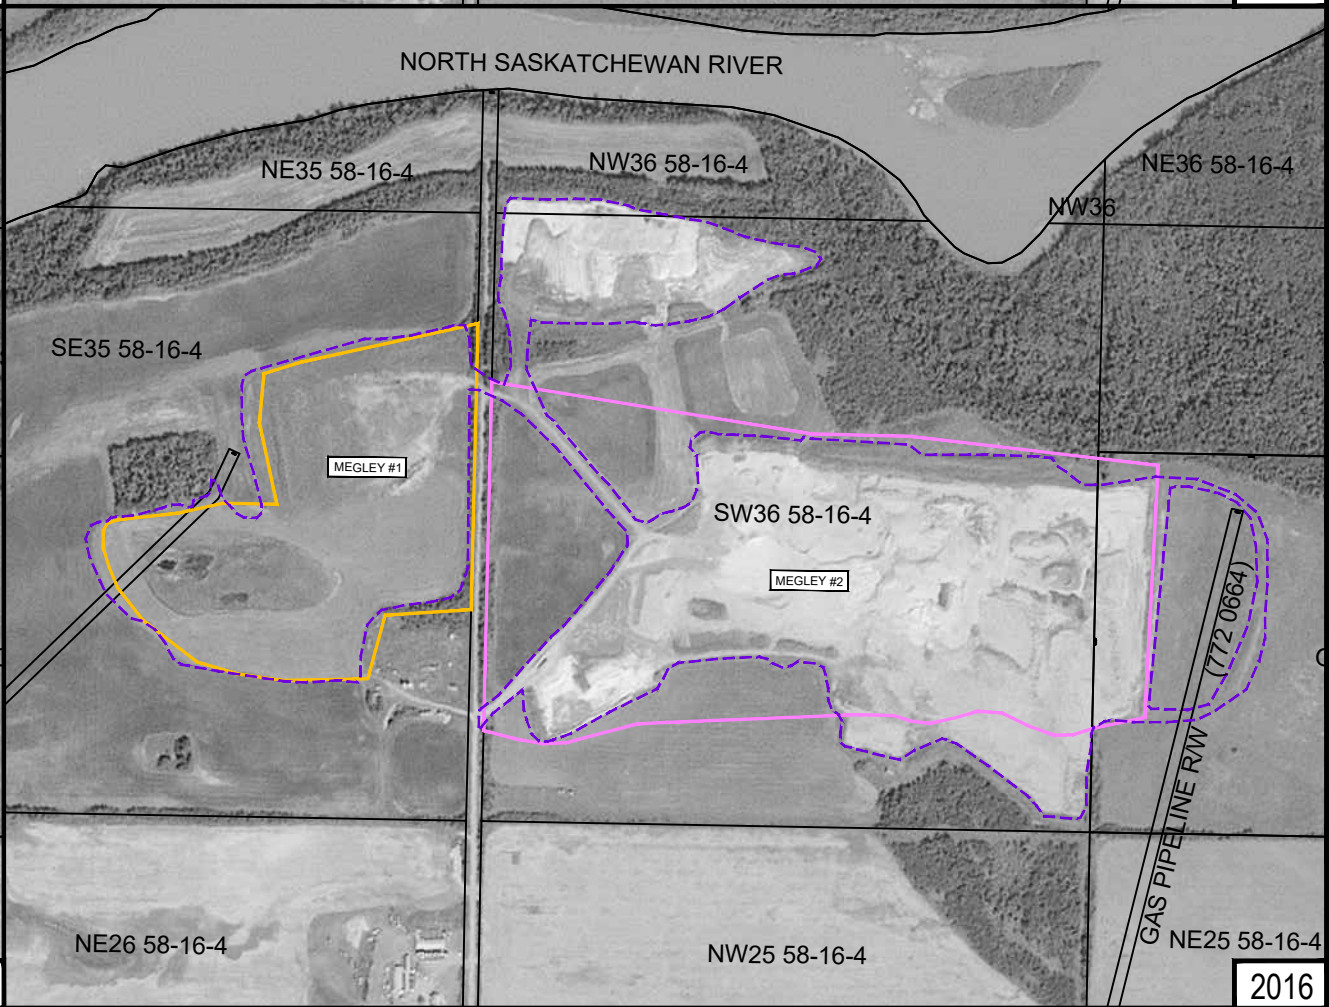 NORTH SASKATCHEWAN RIVER
NE35 58-16-4
NW36 58-16-4
NE36 58-16-4
NW36
SE35 58-16-4
MEGLEY #1
SW36 58-16-4
MEGLEY #2
GAS PIPELINE R/W (772 0664)
NE26 58-16-4
NW25 58-16-4
NE25 58-16-4
2016